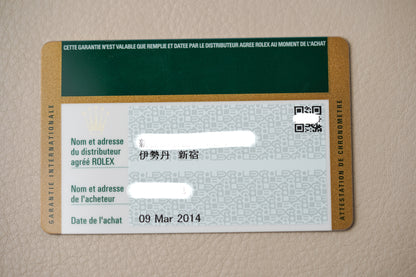 CETTE GARANTIE N'EST VALABLE QUE REMPLIE ET DATEE PAR LE DISTRIBUTEUR AGREE ROLEX AU MOMENT DE L'ACHAT
GARANTIE INTERNATIONALE
Nom et adresse
du distributeur
agréé ROLEX
伊勢丹 新宿
Nom et adresse
de l'acheteur
Date de l'achat
09 Mar 2014
ATTESTATION DE CHRONOMETRE